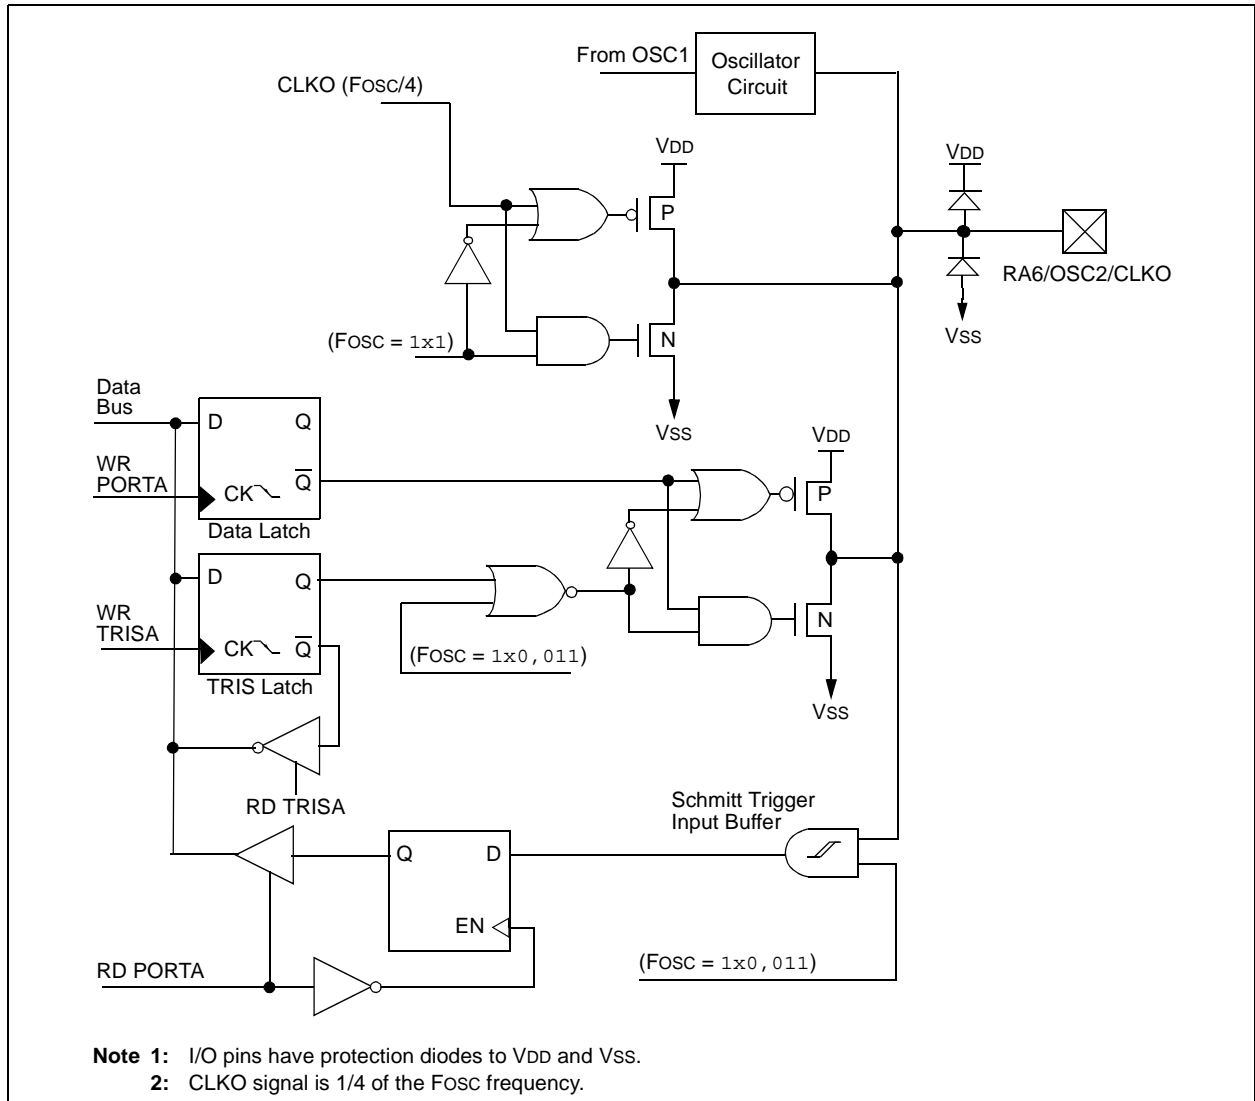 From OSC1
Oscillator
Circuit
CLKO (FOSC/4)
VDD
P
VDD
RA6/OSC2/CLKO
VSS
(FOSC = 1x1)
N
VSS
Data
Bus
D
Q
WR
PORTA
CK
Q
Data Latch
VDD
P
D
Q
WR
TRISA
CK
Q
TRIS Latch
(FOSC = 1x0,011)
N
VSS
RD TRISA
Schmitt Trigger
Input Buffer
Q
D
EN
RD PORTA
(FOSC = 1x0,011)
Note 1: I/O pins have protection diodes to VDD and VSS.
2: CLKO signal is 1/4 of the FOSC frequency.